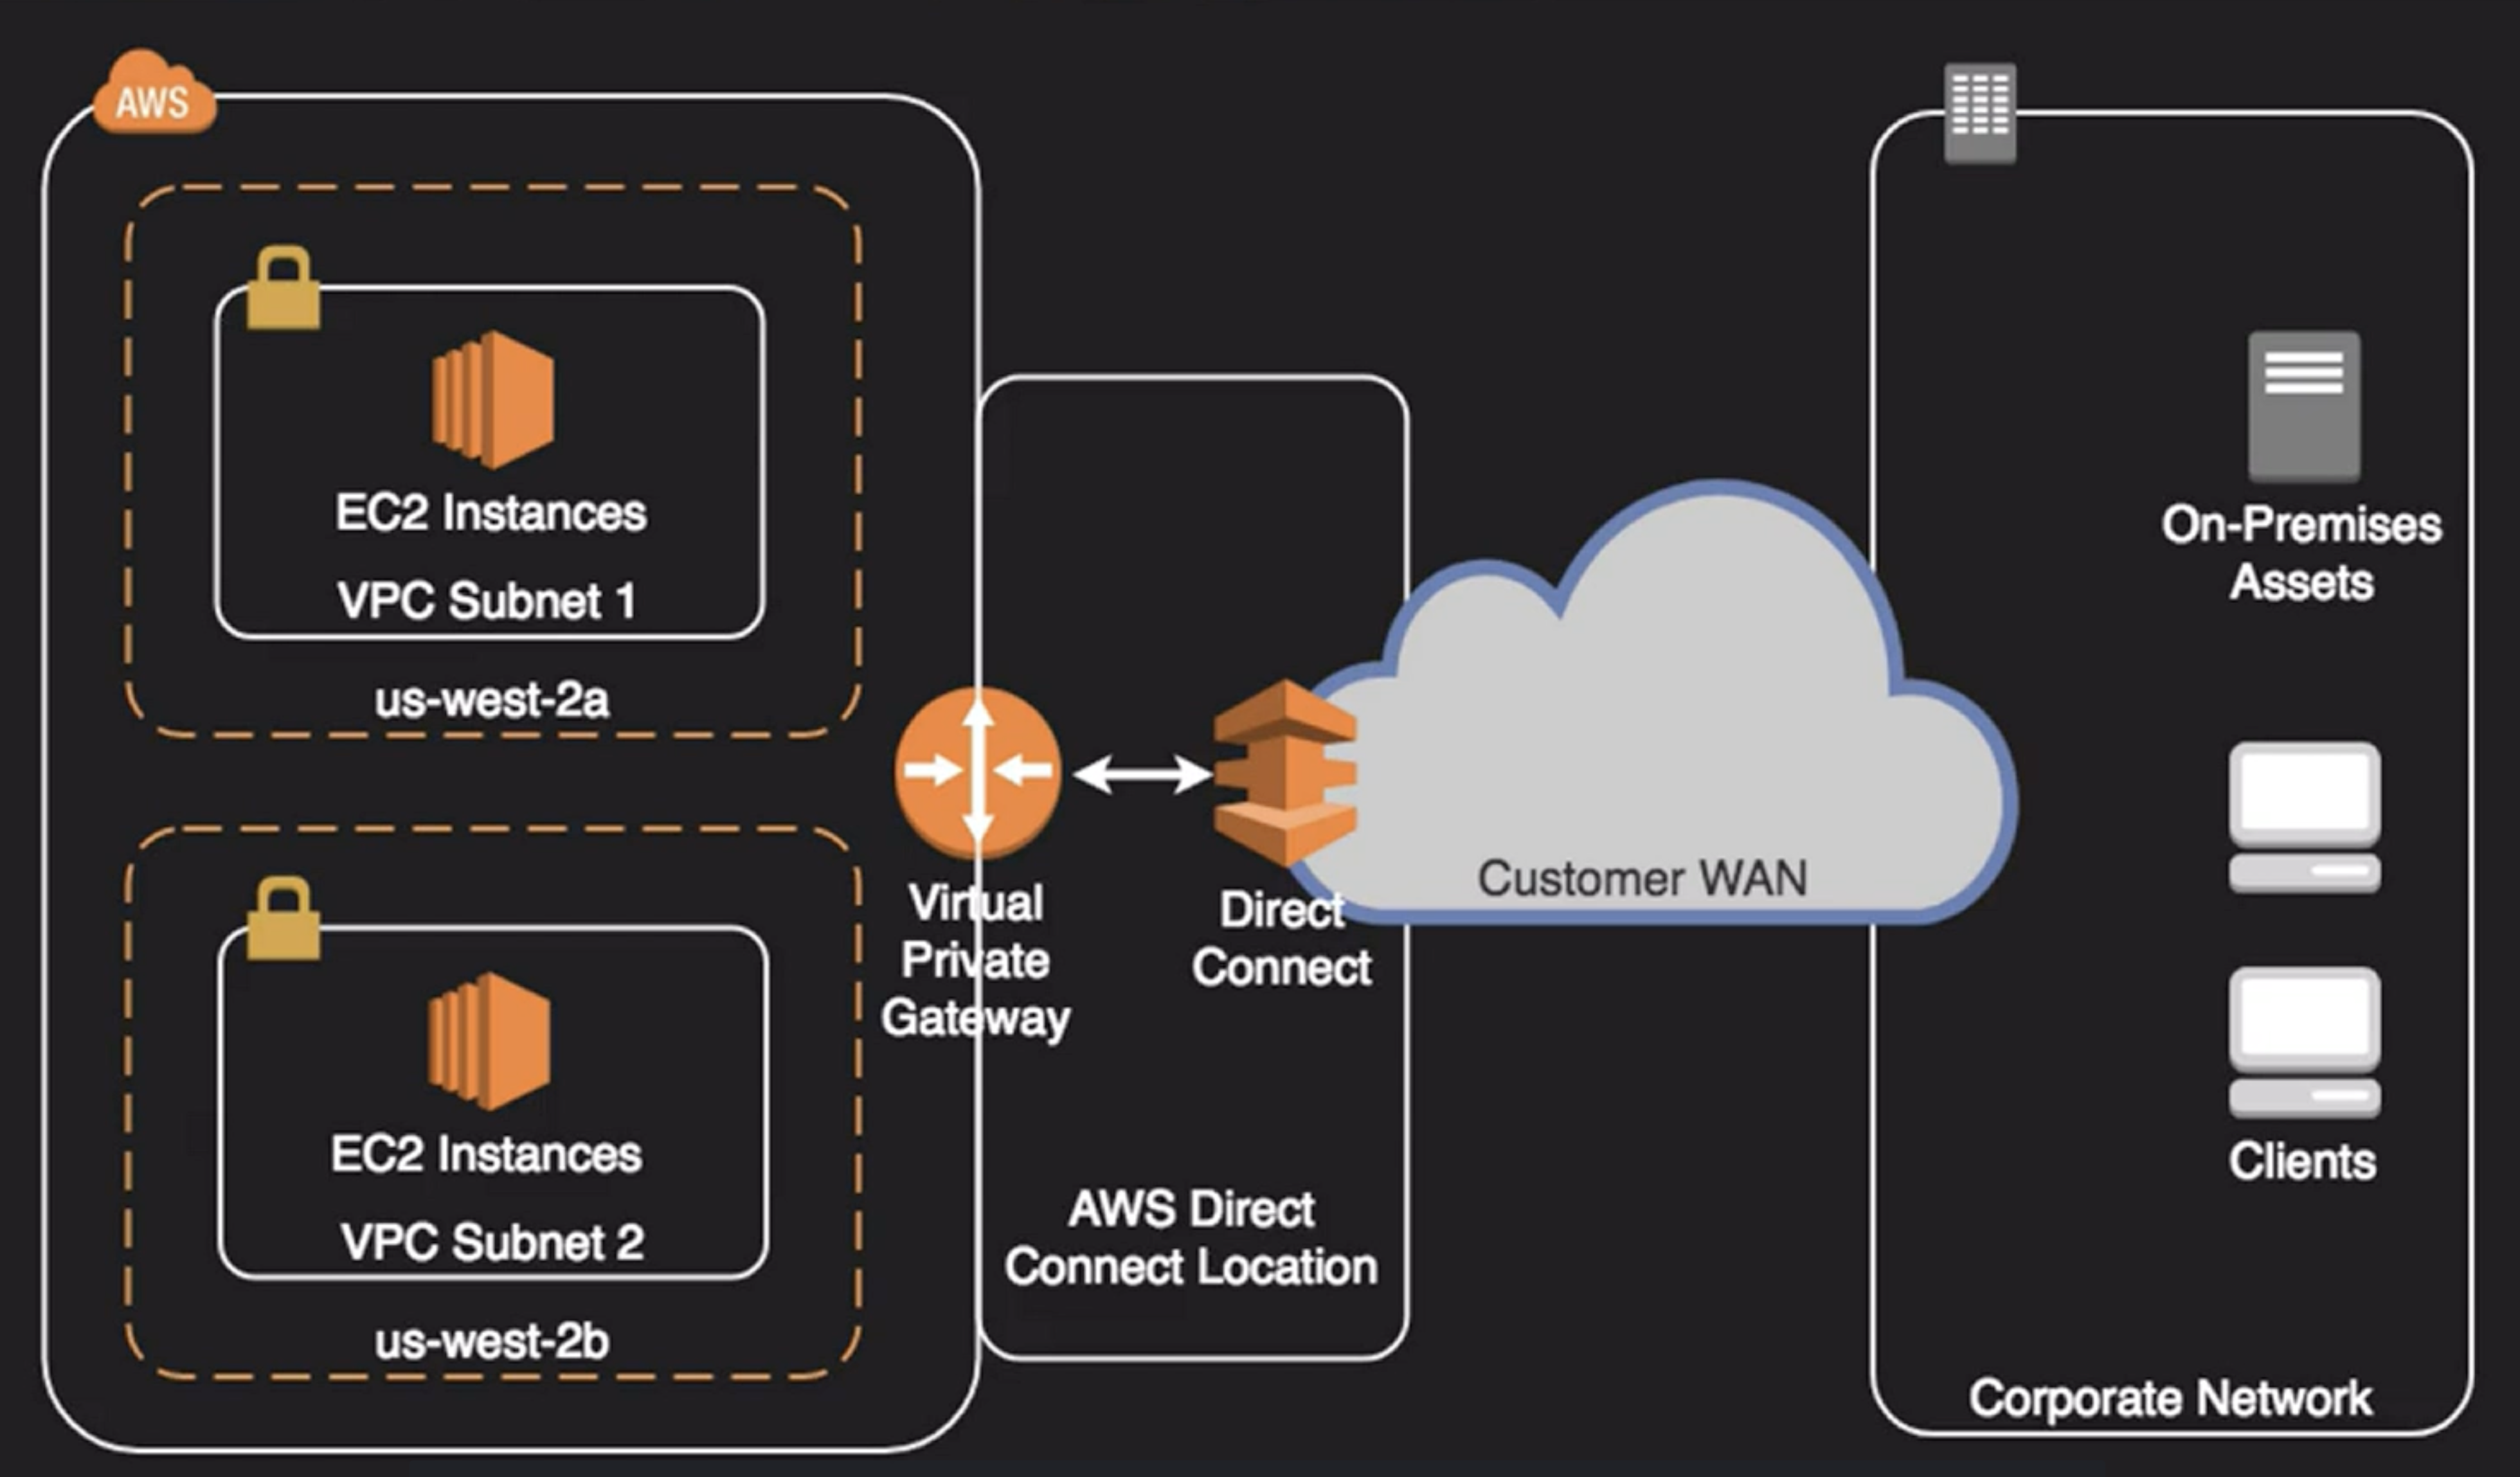 AWS
EC2 Instances
VPC Subnet 1
us-west-2a
EC2 Instances
VPC Subnet 2
us-west-2b
Virtual
Private
Gateway
Direct
Connect
AWS Direct
Connect Location
Customer WAN
On-Premises
Assets
Clients
Corporate Network